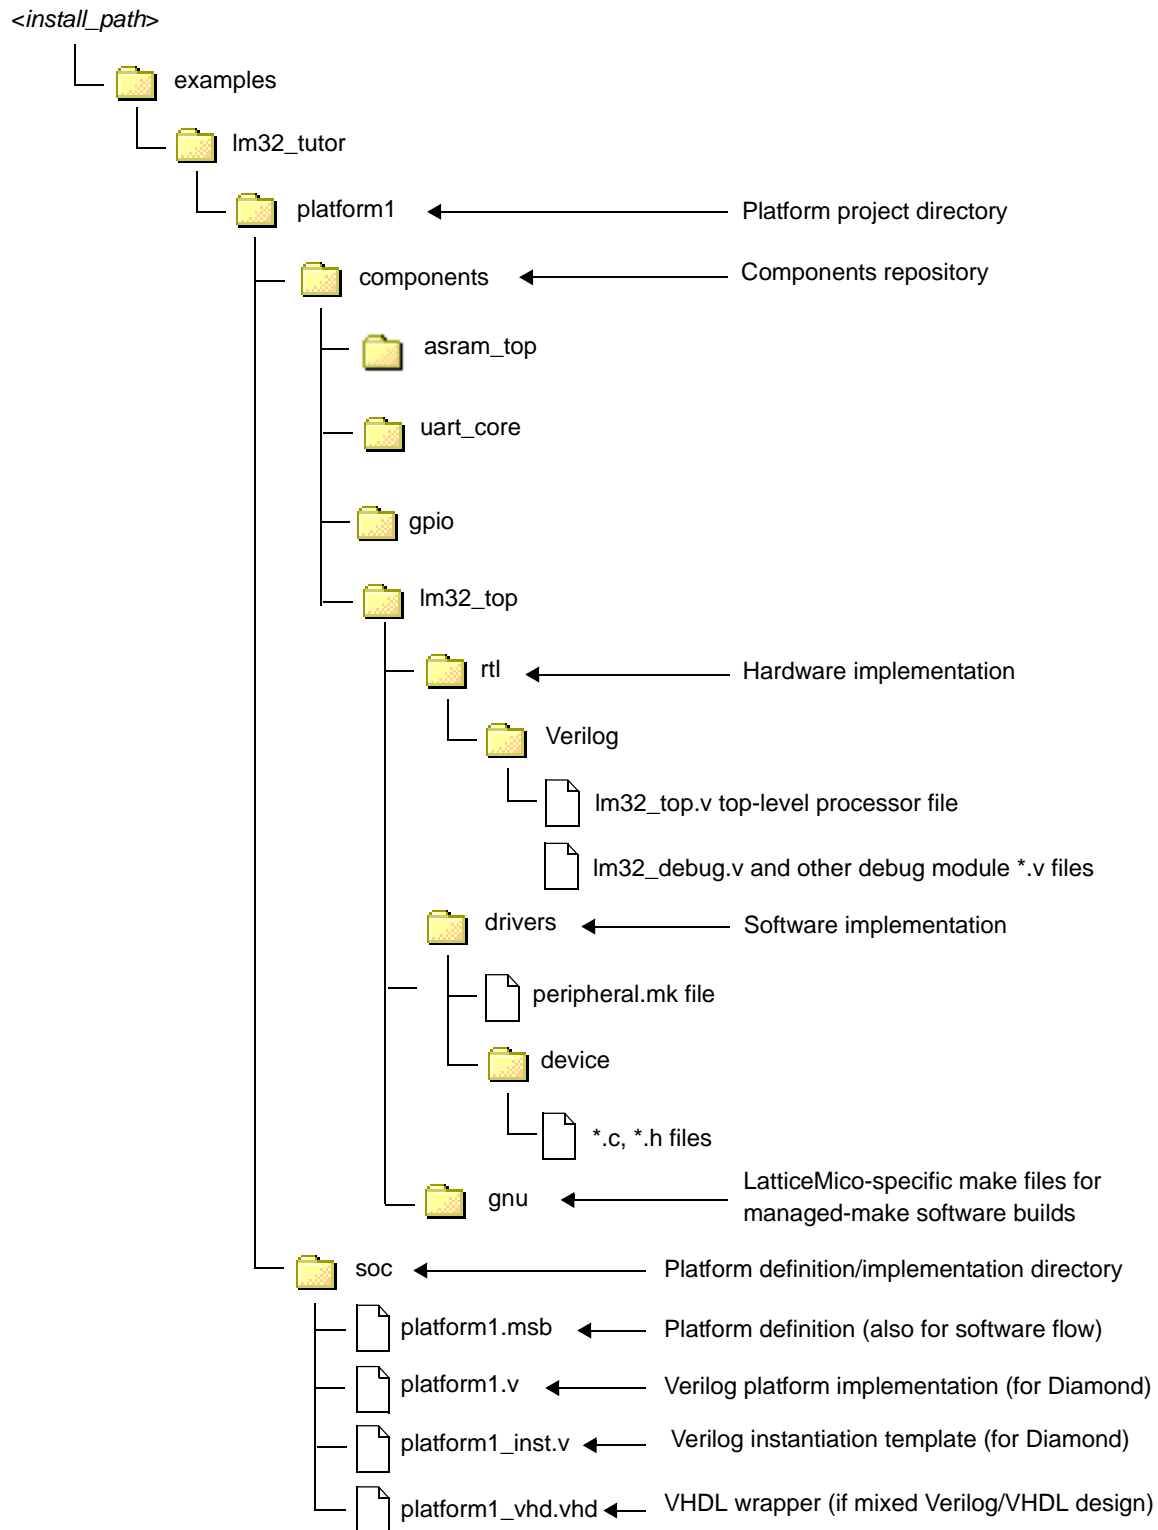 <install_path>
examples
lm32_tutor
platform1
Platform project directory
components
Components repository
asram_top
uart_core
gpio
lm32_top
rtl
Hardware implementation
Verilog
lm32_top.v top-level processor file
lm32_debug.v and other debug module *.v files
drivers
Software implementation
peripheral.mk file
device
*.c, *.h files
gnu
LatticeMico-specific make files for
managed-make software builds
soc
Platform definition/implementation directory
platform1.msb
Platform definition (also for software flow)
platform1.v
Verilog platform implementation (for Diamond)
platform1_inst.v
Verilog instantiation template (for Diamond)
platform1_vhd.vhd
VHDL wrapper (if mixed Verilog/VHDL design)